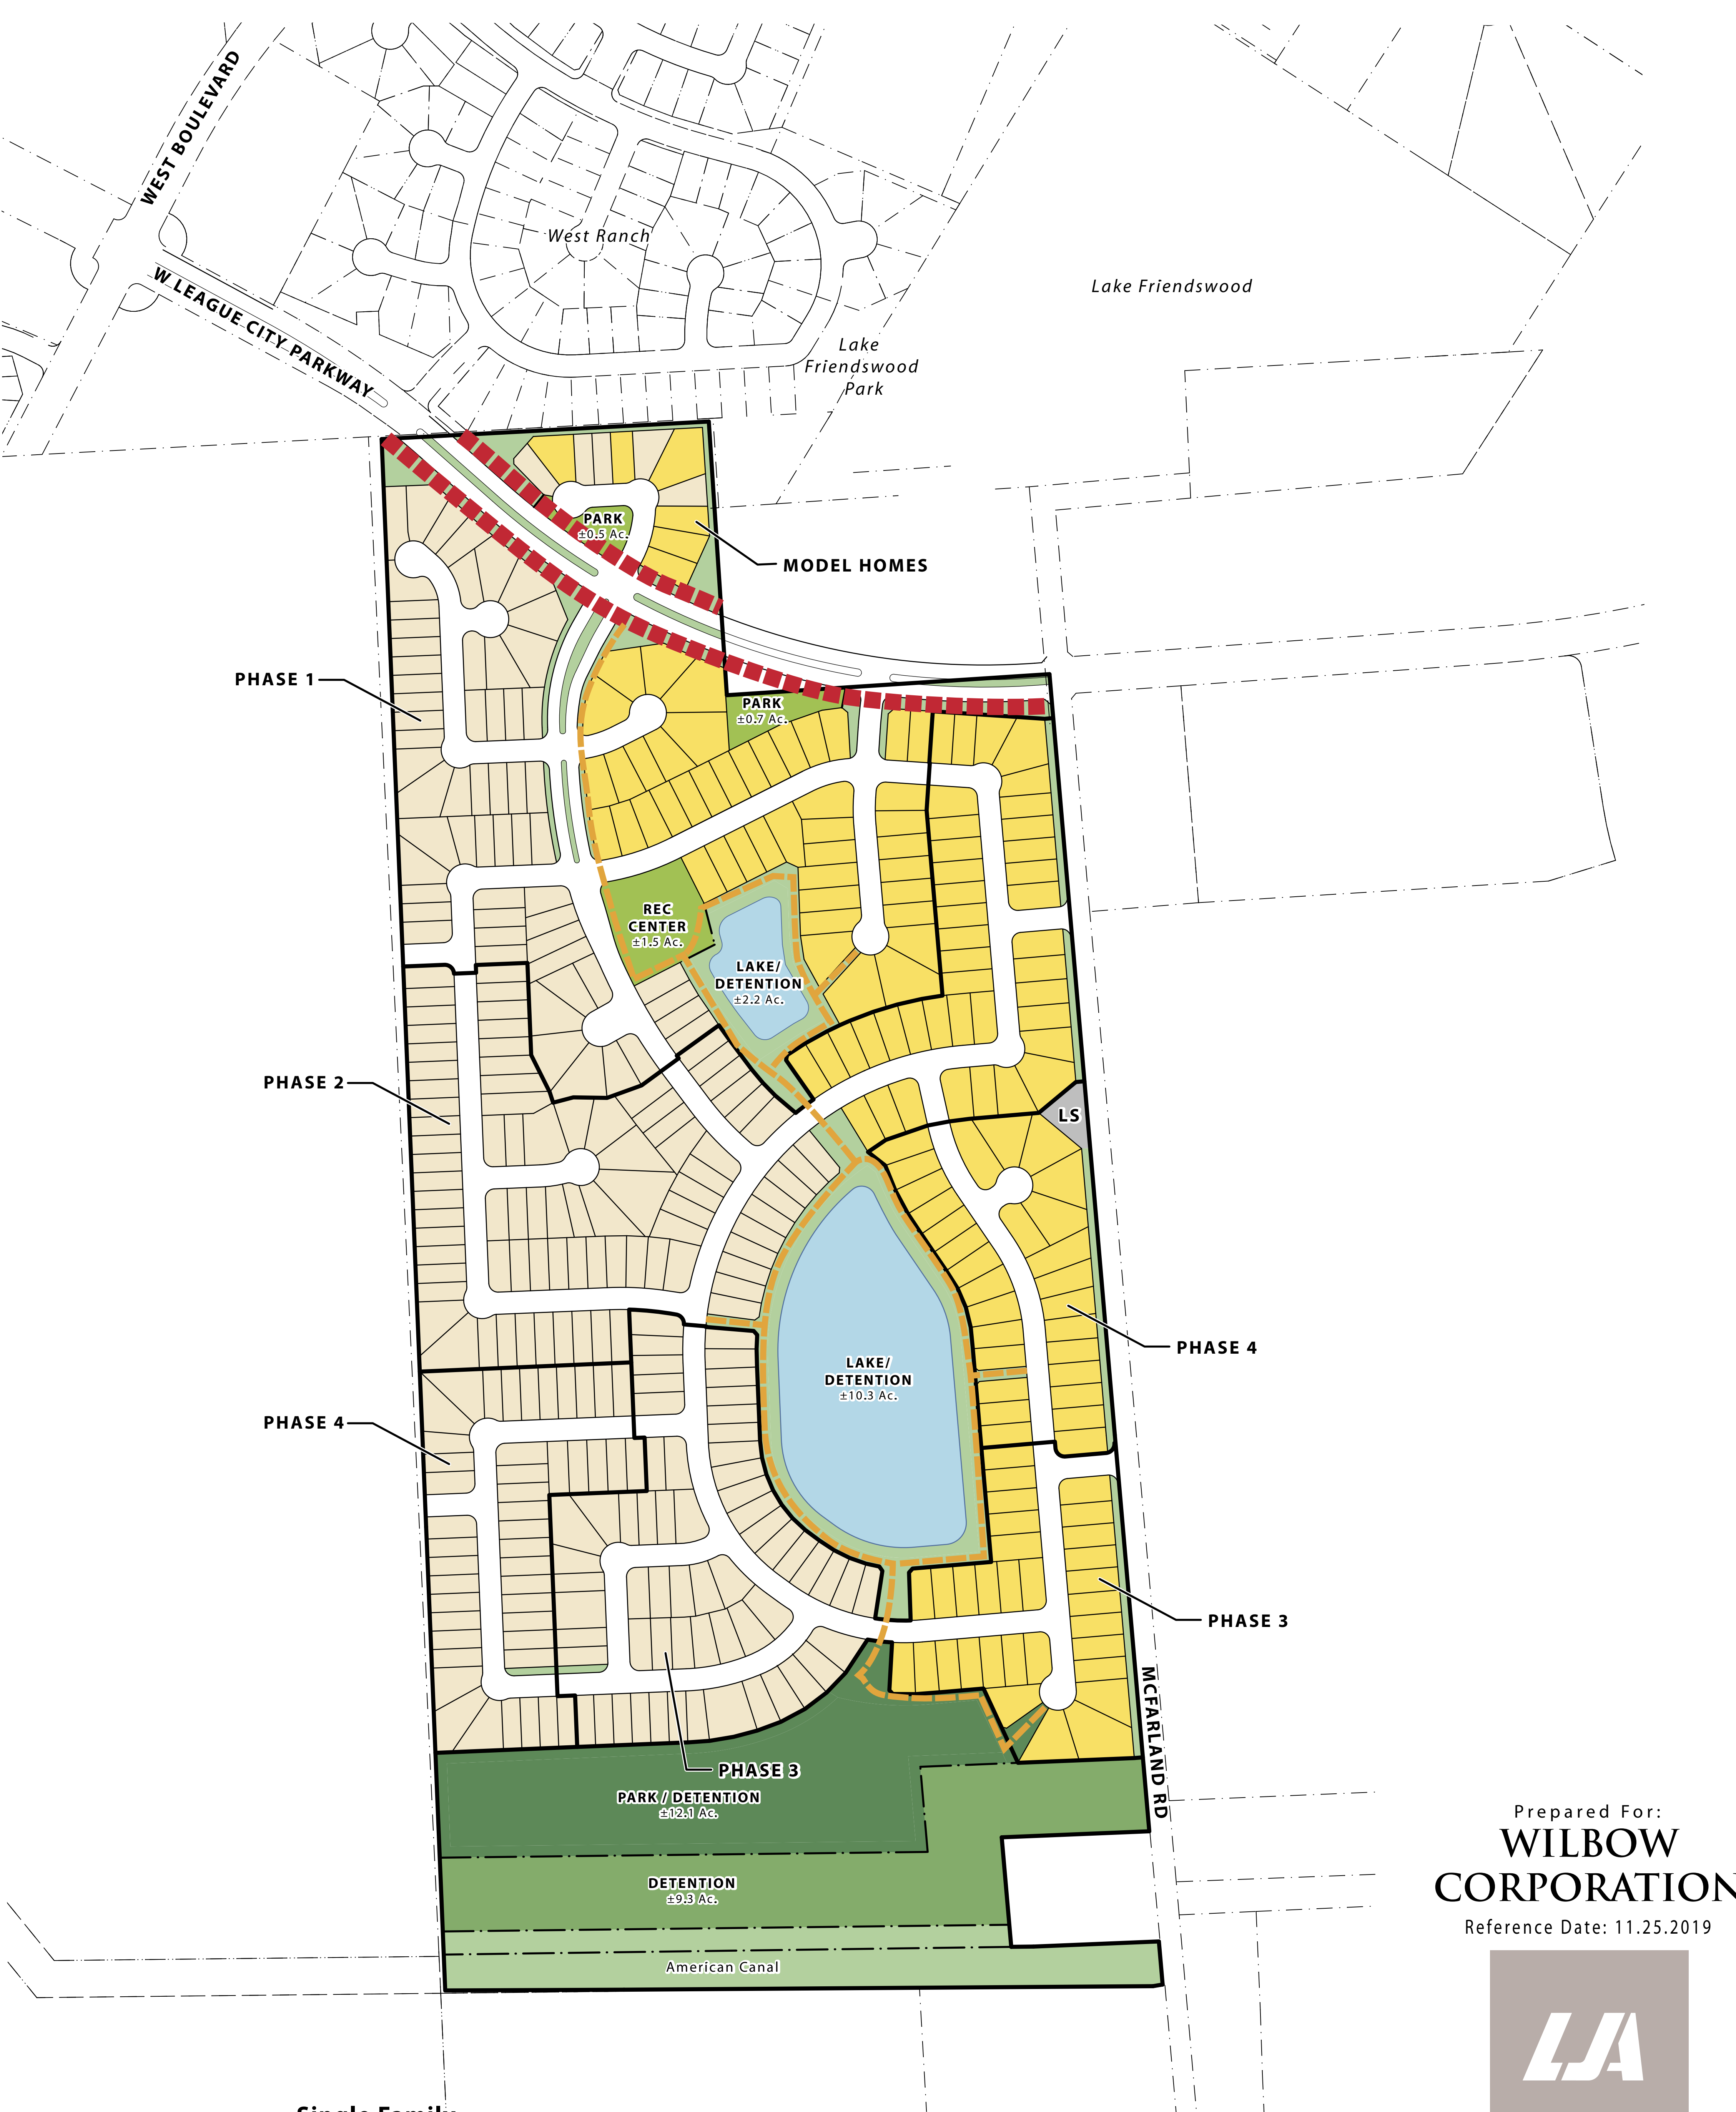 WEST BOULEVARD
West Ranch
Lake Friendswood
W LEAGUE CITY PARKWAY
Lake
Friendswood
Park
PARK
±0.5 Ac.
MODEL HOMES
PHASE 1
PARK
±0.7 Ac.
REC
CENTER
±1.5 Ac.
LAKE/
DETENTION
±2.2 Ac.
PHASE 2
LS
PHASE 4
LAKE/
DETENTION
±10.3 Ac.
PHASE 4
PHASE 3
MCFARLAND RD
PHASE 3
PARK / DETENTION
±12.1 Ac.
DETENTION
±9.3 Ac.
American Canal
Prepared For:
WILBOW
CORPORATION
Reference Date: 11.25.2019
LJA
Single Family